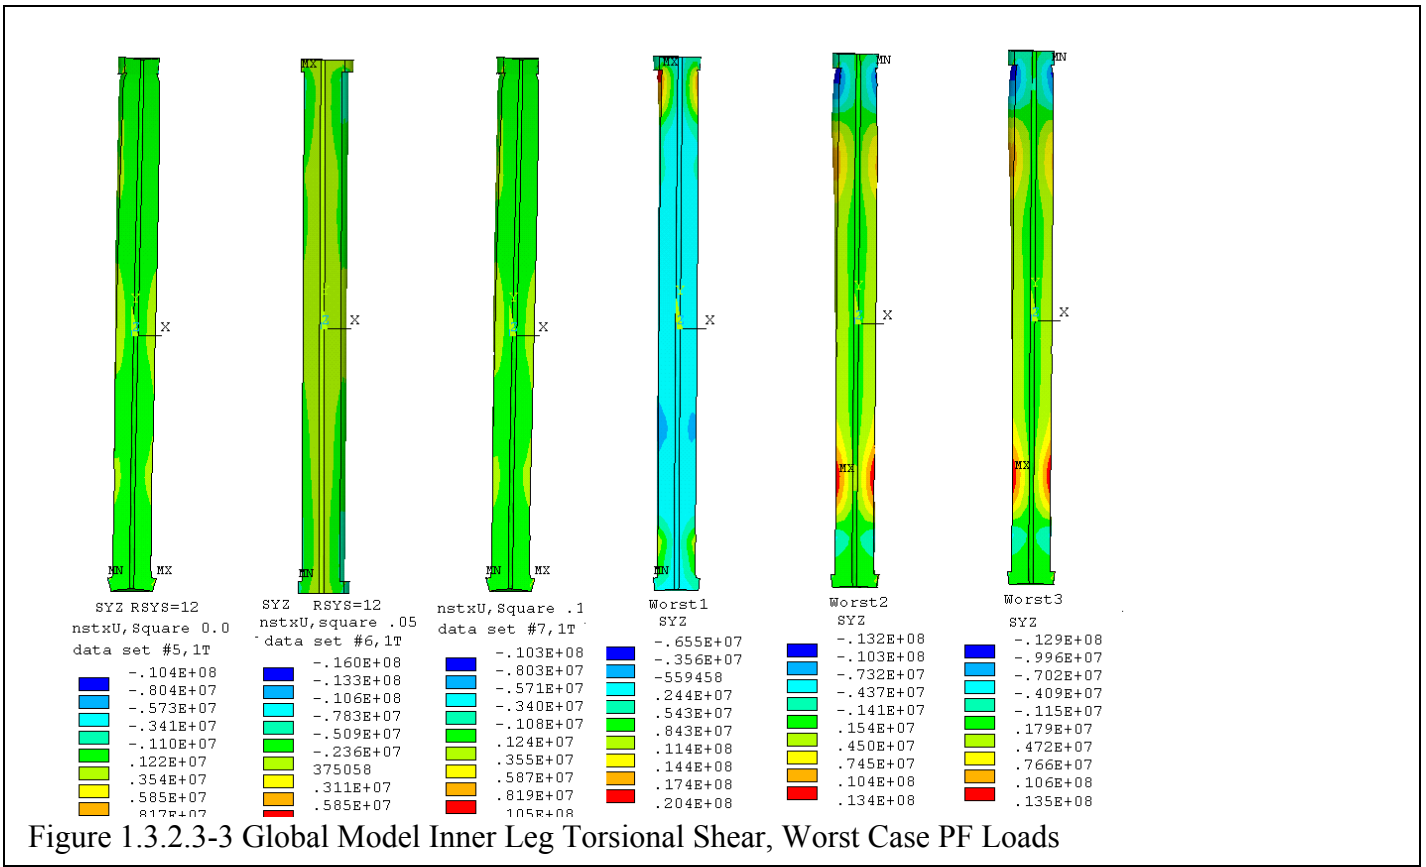 MX
MX
MN
MN
Y
Z
X
Y
Z
X
Y
Z
X
Y
X
Y
X
Y
X
MX
MX
MN
MX
MN
MN
MX
MN
SYZ RSYS=12
nstxU,Square 0.0
data set #5,1T
-.104E+08
-.804E+07
-.573E+07
-.341E+07
-.110E+07
.122E+07
.354E+07
.585E+07
.817E+07
SYZ RSYS=12
nstxU,square .05
data set #6,1T
-.160E+08
-.133E+08
-.106E+08
-.783E+07
-.509E+07
-.236E+07
375058
.311E+07
.585E+07
nstxU,Square .1
data set #7,1T
-.103E+08
-.803E+07
-.571E+07
-.340E+07
-.108E+07
.124E+07
.355E+07
.587E+07
.819E+07
.105E+08
Worst1
SYZ
-.655E+07
-.356E+07
-559458
.244E+07
.543E+07
.843E+07
.114E+08
.144E+08
.174E+08
.204E+08
Worst2
SYZ
-.132E+08
-.103E+08
-.732E+07
-.437E+07
-.141E+07
.154E+07
.450E+07
.745E+07
.104E+08
.134E+08
Worst3
SYZ
-.129E+08
-.996E+07
-.702E+07
-.409E+07
-.115E+07
.179E+07
.472E+07
.766E+07
.106E+08
.135E+08
Figure 1.3.2.3-3 Global Model Inner Leg Torsional Shear, Worst Case PF Loads